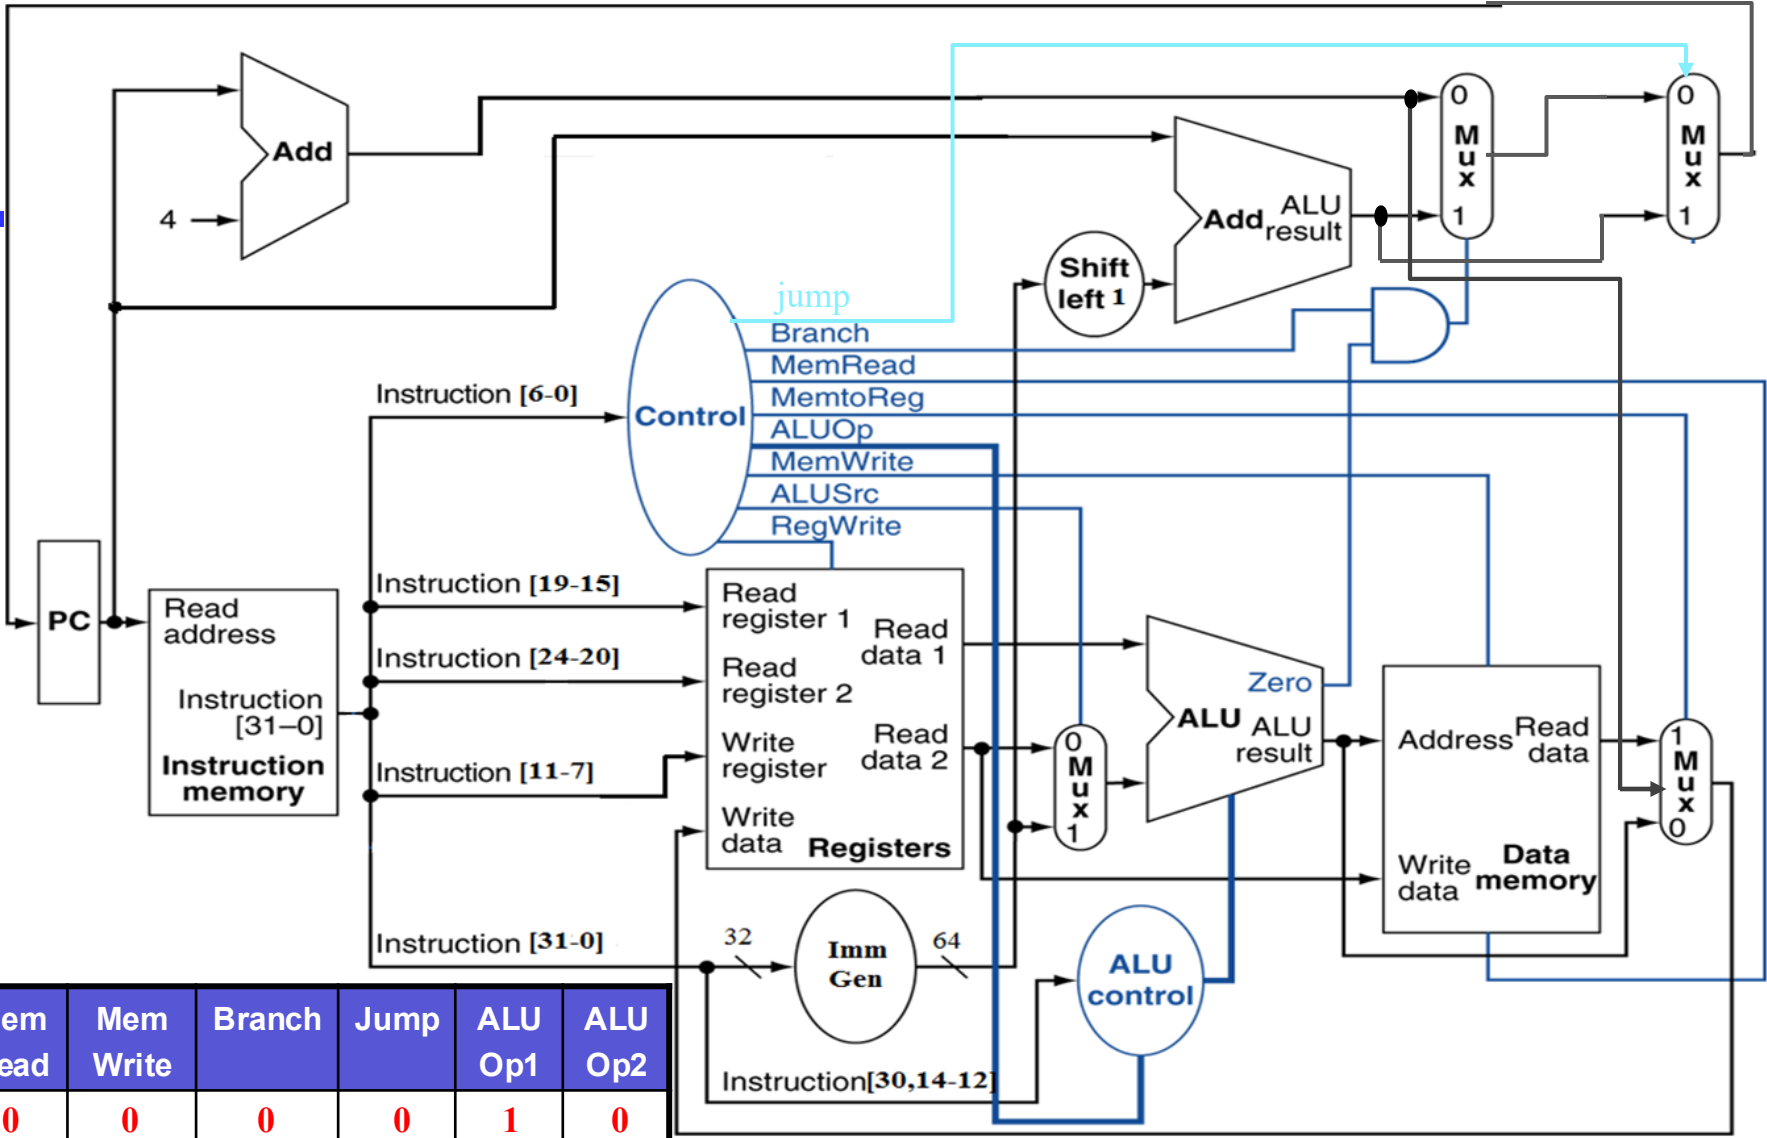 0
M
u
x
1
0
M
u
x
1
Add
4
Add
ALU
result
Shift
left 1
jump
Branch
MemRead
MemtoReg
ALUOp
MemWrite
ALUSrc
RegWrite
Control
Instruction [6-0]
Instruction [19-15]
Instruction [24-20]
Instruction [11-7]
Instruction [31-0]
PC
Read
address
Instruction
[31–0]
Instruction
memory
Read
register 1
Read
data 1
Read
register 2
Write
register
Read
data 2
Write
data
Registers
0
M
u
x
1
Zero
ALU
ALU
result
Address
Read
data
Write
data
Data
memory
1
M
u
x
0
32
Imm
Gen
64
ALU
control
Instruction[30,14-12]
em Mem Branch Jump ALU ALU
ead Write Op1 Op2
0 0 0 0 1 0